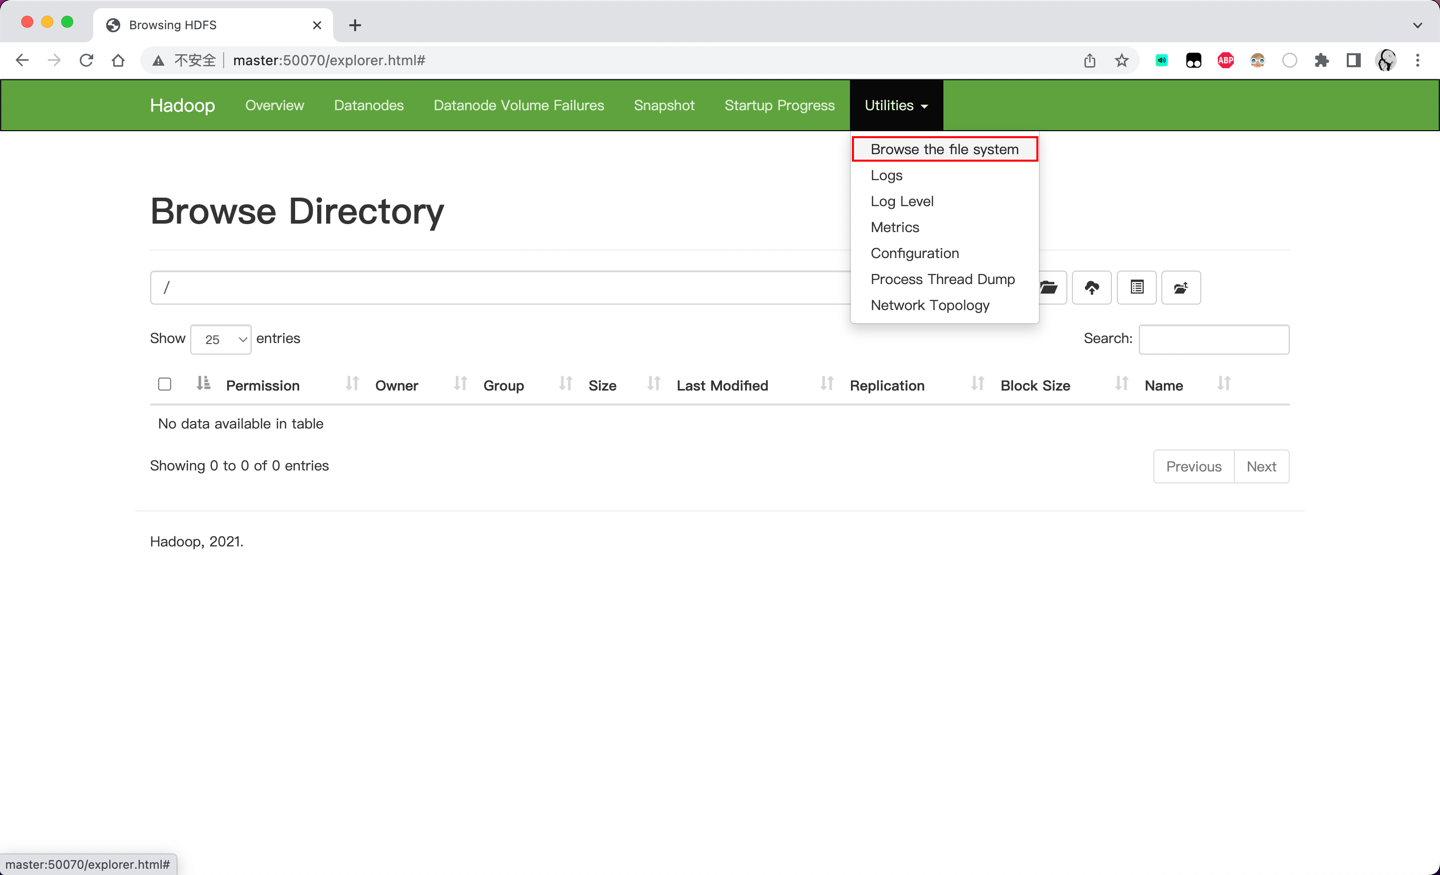 Browsing HDFS
不安全 master:50070/explorer.html#
ABP
Hadoop Overview Datanodes Datanode Volume Failures Snapshot Startup Progress Utilities
Browse the file system
Logs
Log Level
Metrics
Configuration
Process Thread Dump
Network Topology
Browse Directory
/
Show 25 entries
Search:
Permission Owner Group Size Last Modified Replication Block Size Name
No data available in table
Showing 0 to 0 of 0 entries
Previous Next
Hadoop, 2021.
master:50070/explorer.html#